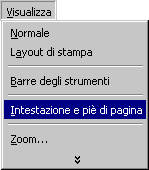 Visualizza
Normale
Layout di stampa
Barre degli strumenti
Intestazione e piè di pagina
Zoom...